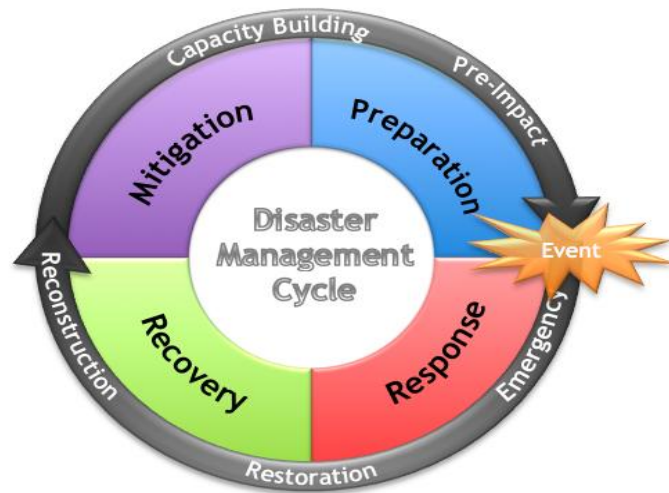 Capacity Building
Pre-Impact
Mitigation
Preparation
Disaster
Management
Cycle
Event
Reconstruction
Recovery
Response
Emergency
Restoration